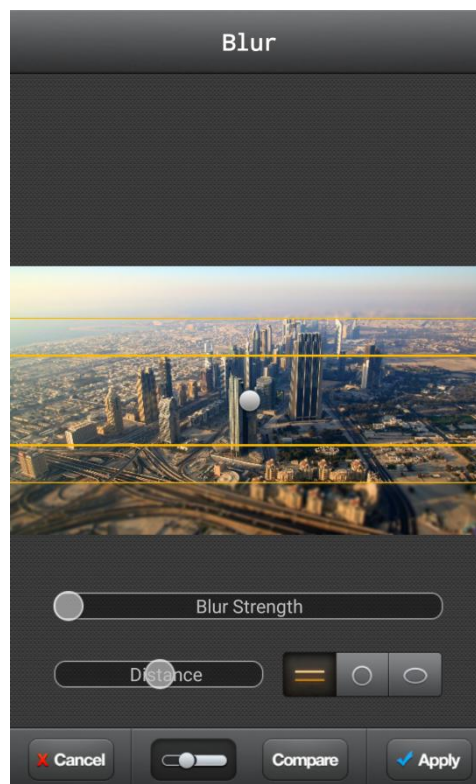 Blur
Blur Strength
Distance
X Cancel
Compare
Apply